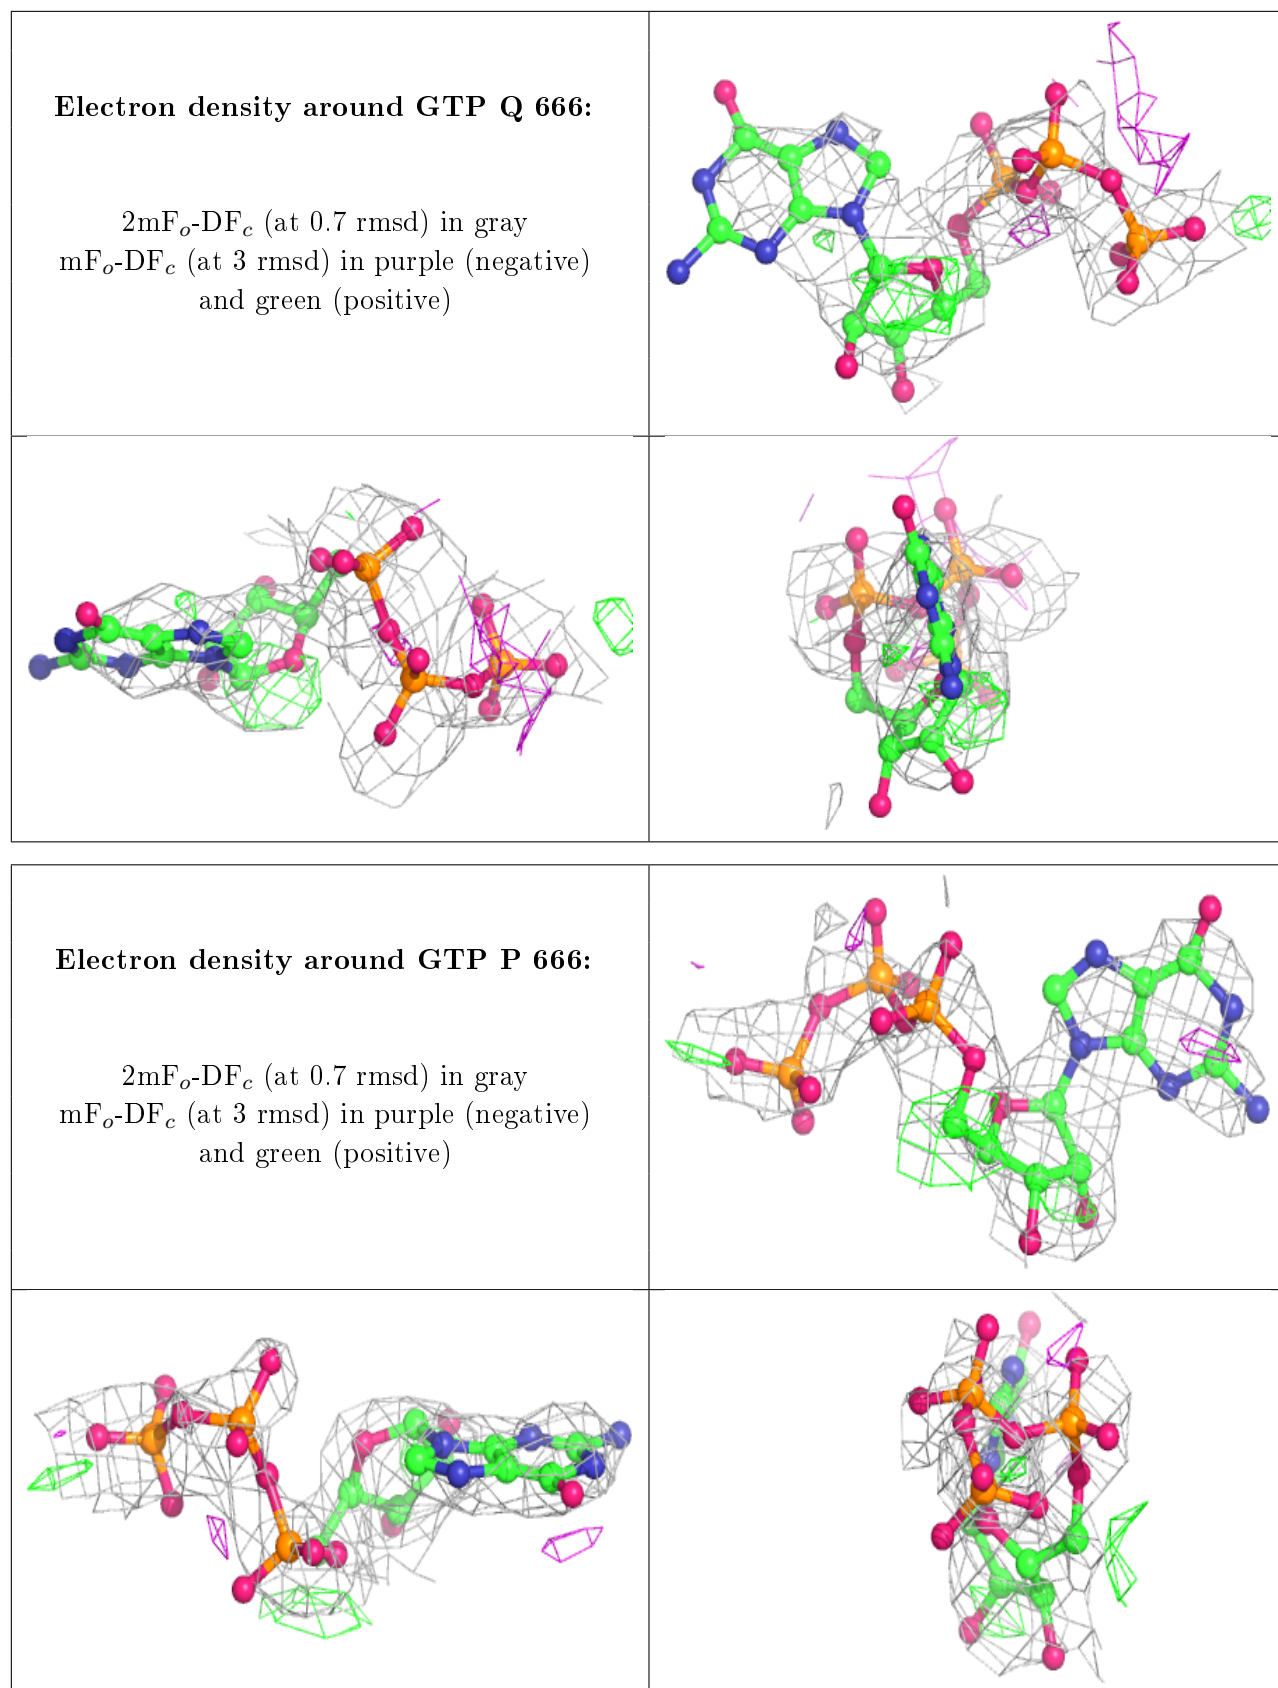 Electron density around GTP Q 666:
2mFo-DFc (at 0.7 rmsd) in gray
mFo-DFc (at 3 rmsd) in purple (negative)
and green (positive)
Electron density around GTP P 666:
2mFo-DFc (at 0.7 rmsd) in gray
mFo-DFc (at 3 rmsd) in purple (negative)
and green (positive)